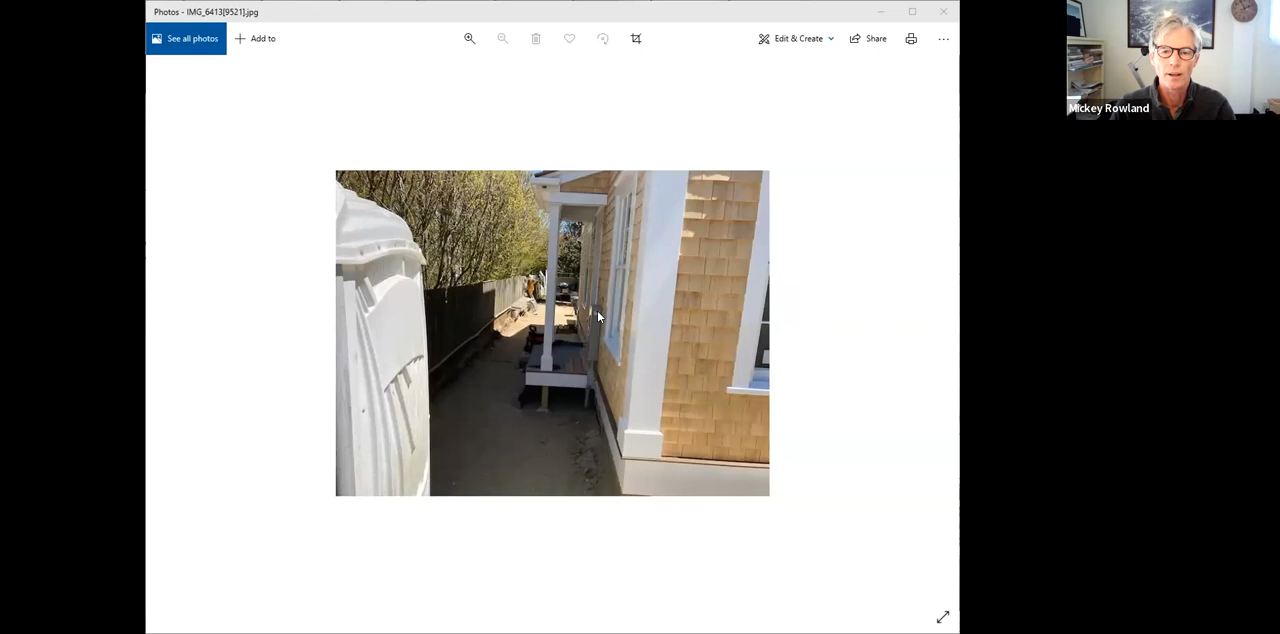 Photos - IMG_6413[9521].jpg
See all photos
Add to
Edit & Create
Share
Mickey Rowland